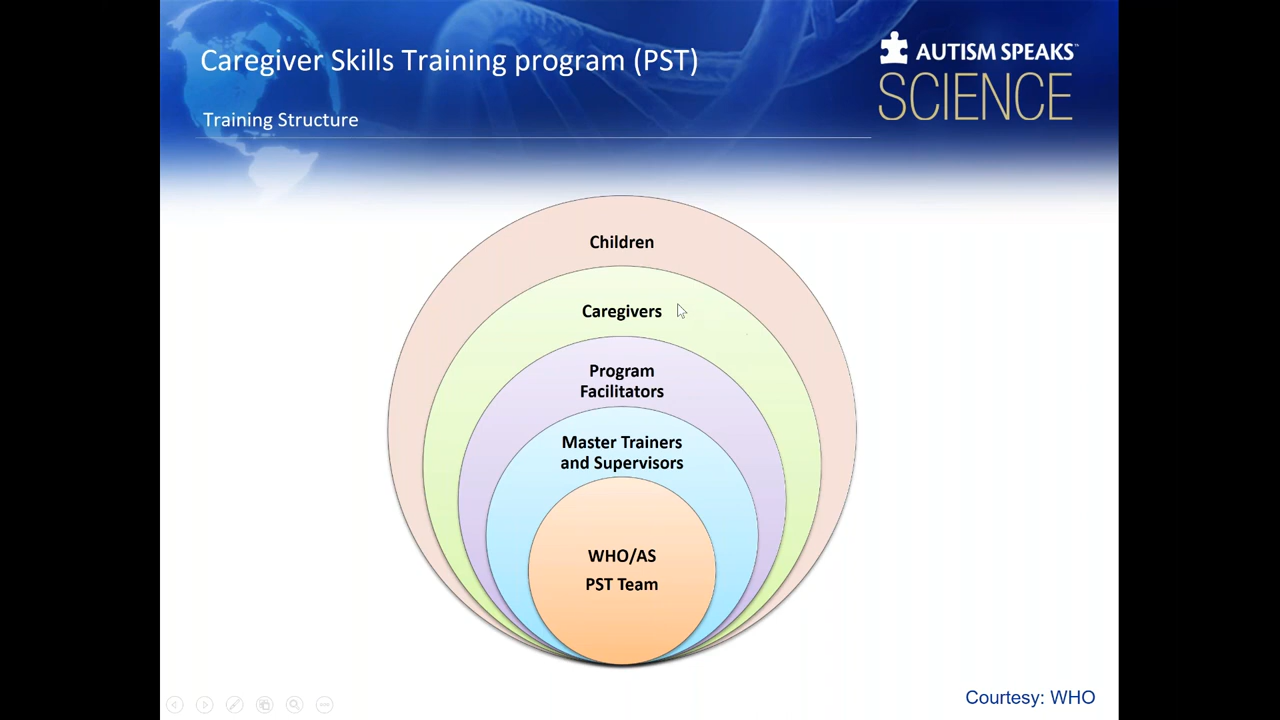 Caregiver Skills Training program (PST)
Training Structure
AUTISM SPEAKS™
SCIENCE
Children
Caregivers
Program
Facilitators
Master Trainers
and Supervisors
WHO/AS
PST Team
Courtesy: WHO